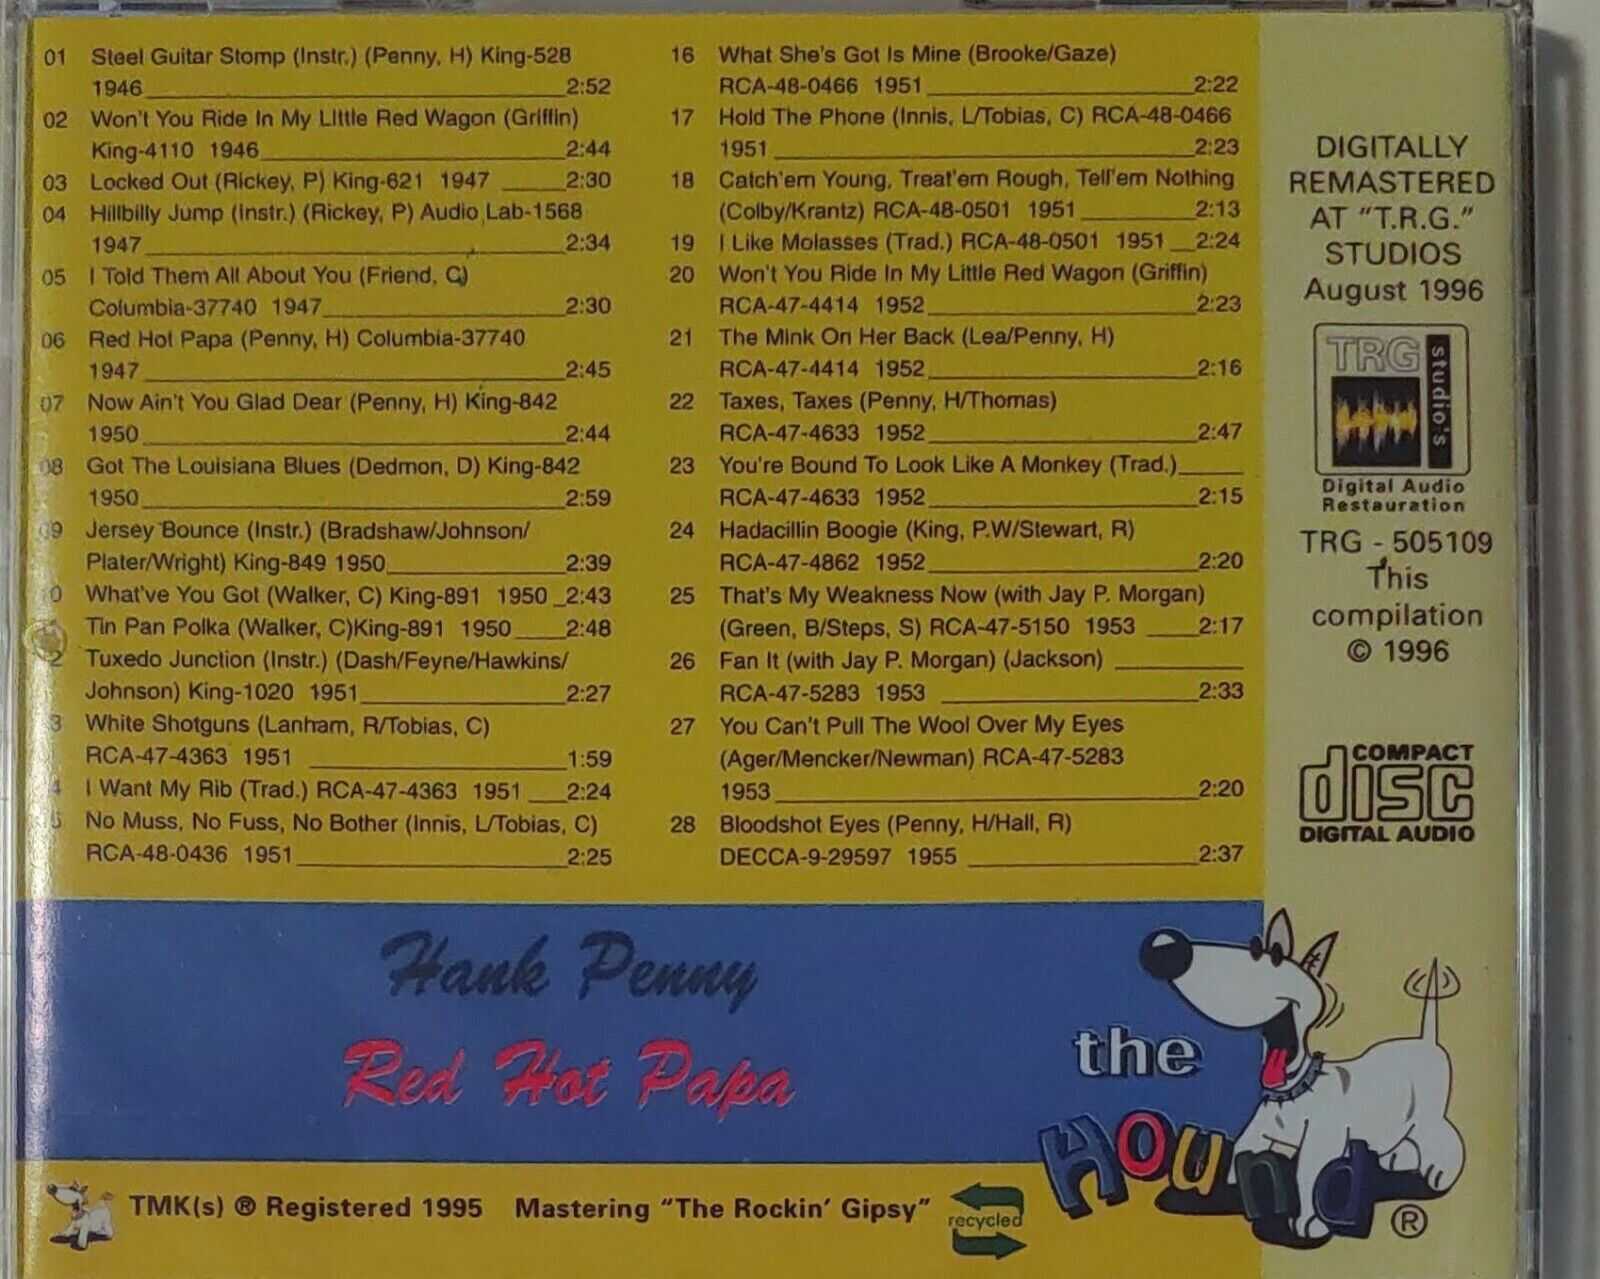 01 Steel Guitar Stomp (Instr.) (Penny, H) King-528
1946 2:52
02 Won't You Ride In My LIttle Red Wagon (Griffin)
King-4110 1946 2:44
03 Locked Out (Rickey, P) King-621 1947 2:30
04 Hillbilly Jump (Instr.) (Rickey, P) Audio Lab-1568
1947 2:34
05 I Told Them All About You (Friend, C)
Columbia-37740 1947 2:30
06 Red Hot Papa (Penny, H) Columbia-37740
1947 2:45
07 Now Ain't You Glad Dear (Penny, H) King-842
1950 2:44
08 Got The Louisiana Blues (Dedmon, D) King-842
1950 2:59
09 Jersey Bounce (Instr.) (Bradshaw/Johnson/
Plater/Wright) King-849 1950 2:39
0 What've You Got (Walker, C) King-891 1950 2:43
Tin Pan Polka (Walker, C)King-891 1950 2:48
2 Tuxedo Junction (Instr.) (Dash/Feyne/Hawkins/
Johnson) King-1020 1951 2:27
3 White Shotguns (Lanham, R/Tobias, C)
RCA-47-4363 1951 1:59
4 I Want My Rib (Trad.) RCA-47-4363 1951 2:24
5 No Muss, No Fuss, No Bother (Innis, L/Tobias, C)
RCA-48-0436 1951 2:25
16 What She's Got Is Mine (Brooke/Gaze)
RCA-48-0466 1951 2:22
17 Hold The Phone (Innis, L/Tobias, C) RCA-48-0466
1951 2:23
18 Catch'em Young, Treat'em Rough, Tell'em Nothing
(Colby/Krantz) RCA-48-0501 1951 2:13
19 I Like Molasses (Trad.) RCA-48-0501 1951 2:24
20 Won't You Ride In My Little Red Wagon (Griffin)
RCA-47-4414 1952 2:23
21 The Mink On Her Back (Lea/Penny, H)
RCA-47-4414 1952 2:16
22 Taxes, Taxes (Penny, H/Thomas)
RCA-47-4633 1952 2:47
23 You're Bound To Look Like A Monkey (Trad.)
RCA-47-4633 1952 2:15
24 Hadacillin Boogie (King, P.W/Stewart, R)
RCA-47-4862 1952 2:20
25 That's My Weakness Now (with Jay P. Morgan)
(Green, B/Steps, S) RCA-47-5150 1953 2:17
26 Fan It (with Jay P. Morgan) (Jackson)
RCA-47-5283 1953 2:33
27 You Can't Pull The Wool Over My Eyes
(Ager/Mencker/Newman) RCA-47-5283
1953 2:20
28 Bloodshot Eyes (Penny, H/Hall, R)
DECCA-9-29597 1955 2:37
DIGITALLY
REMASTERED
AT "T.R.G."
STUDIOS
August 1996
TRG
studio's
Digital Audio
Restauration
TRG - 505109
This
compilation
© 1996
COMPACT
disc
DIGITAL AUDIO
Hank Penny
Red Hot Papa
the
Hound
®
TMK(s) ® Registered 1995 Mastering "The Rockin' Gipsy"
recycled